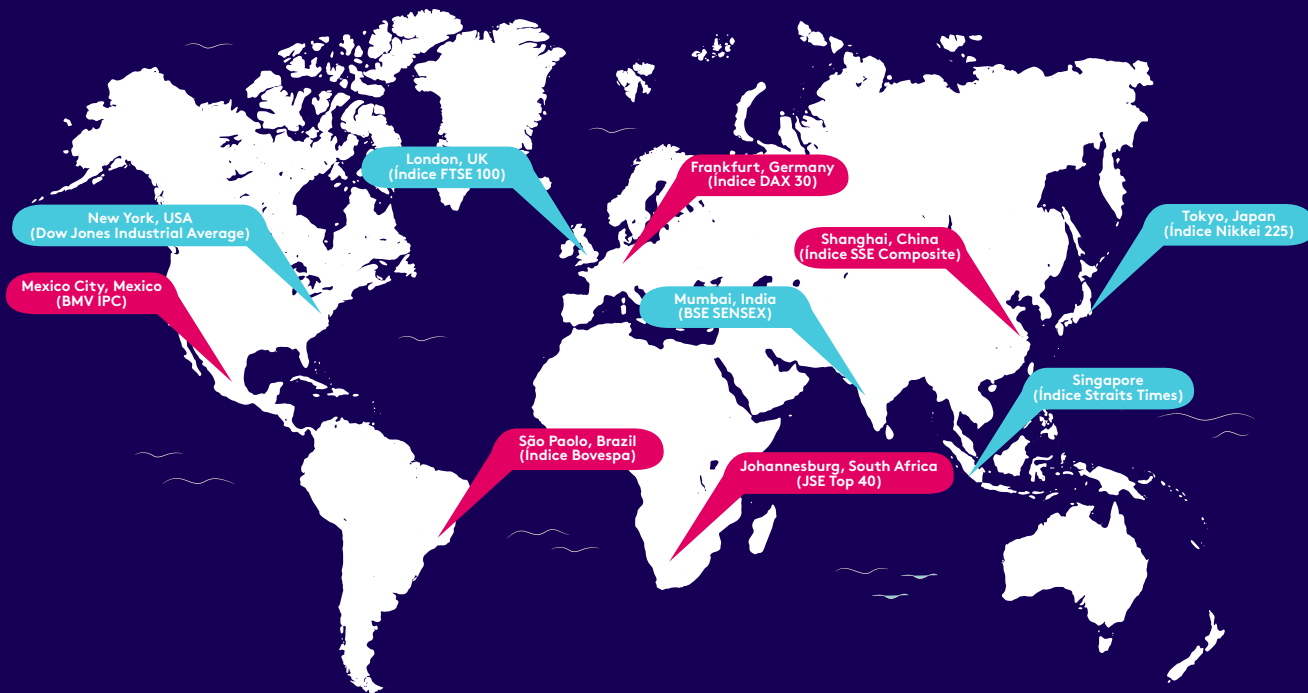 London, UK
(Índice FTSE 100)
Frankfurt, Germany
(Índice DAX 30)
New York, USA
(Dow Jones Industrial Average)
Tokyo, Japan
(Índice Nikkei 225)
Shanghai, China
(Índice SSE Composite)
Mexico City, Mexico
(BMV IPC)
Mumbai, India
(BSE SENSEX)
Singapore
(Índice Straits Times)
São Paolo, Brazil
(Índice Bovespa)
Johannesburg, South Africa
(JSE Top 40)